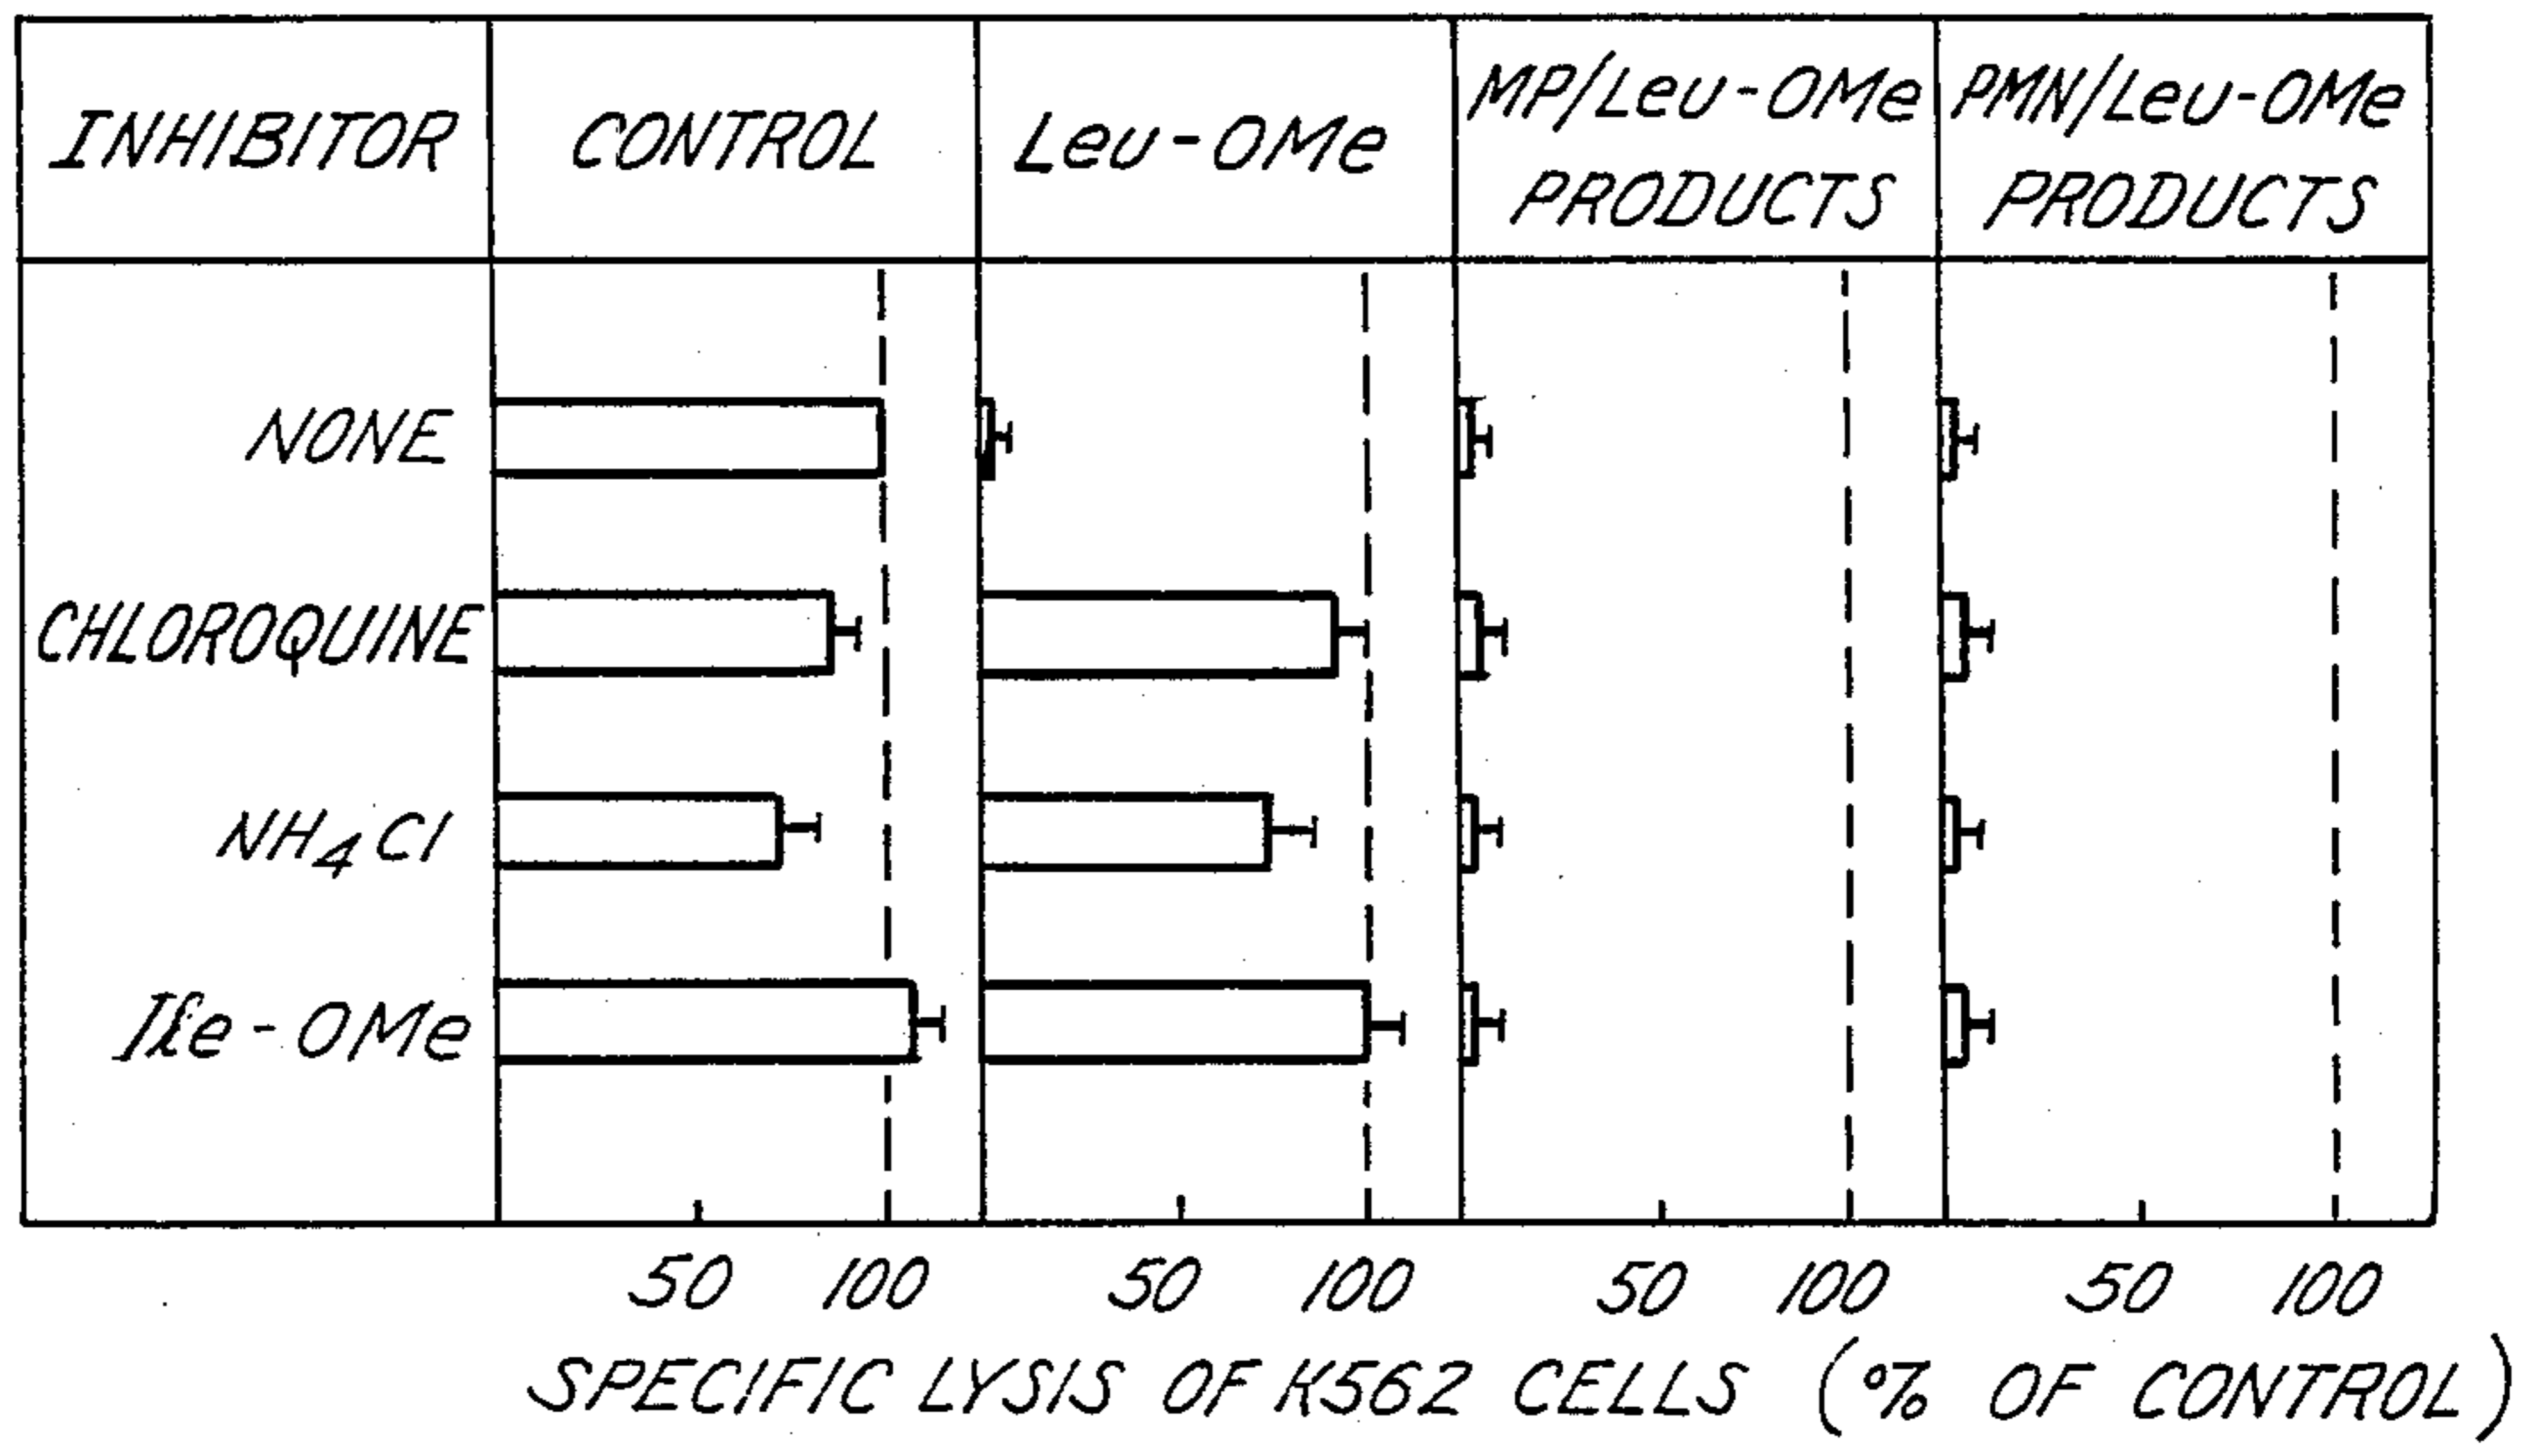 INHIBITOR CONTROL Leu-OMe MP/Leu-OMe PRODUCTS PMN/Leu-OMe PRODUCTS
NONE
CHLOROQUINE
NH4Cl
Ile-OMe
50 100 50 100 50 100 50 100
SPECIFIC LYSIS OF K562 CELLS (% OF CONTROL)